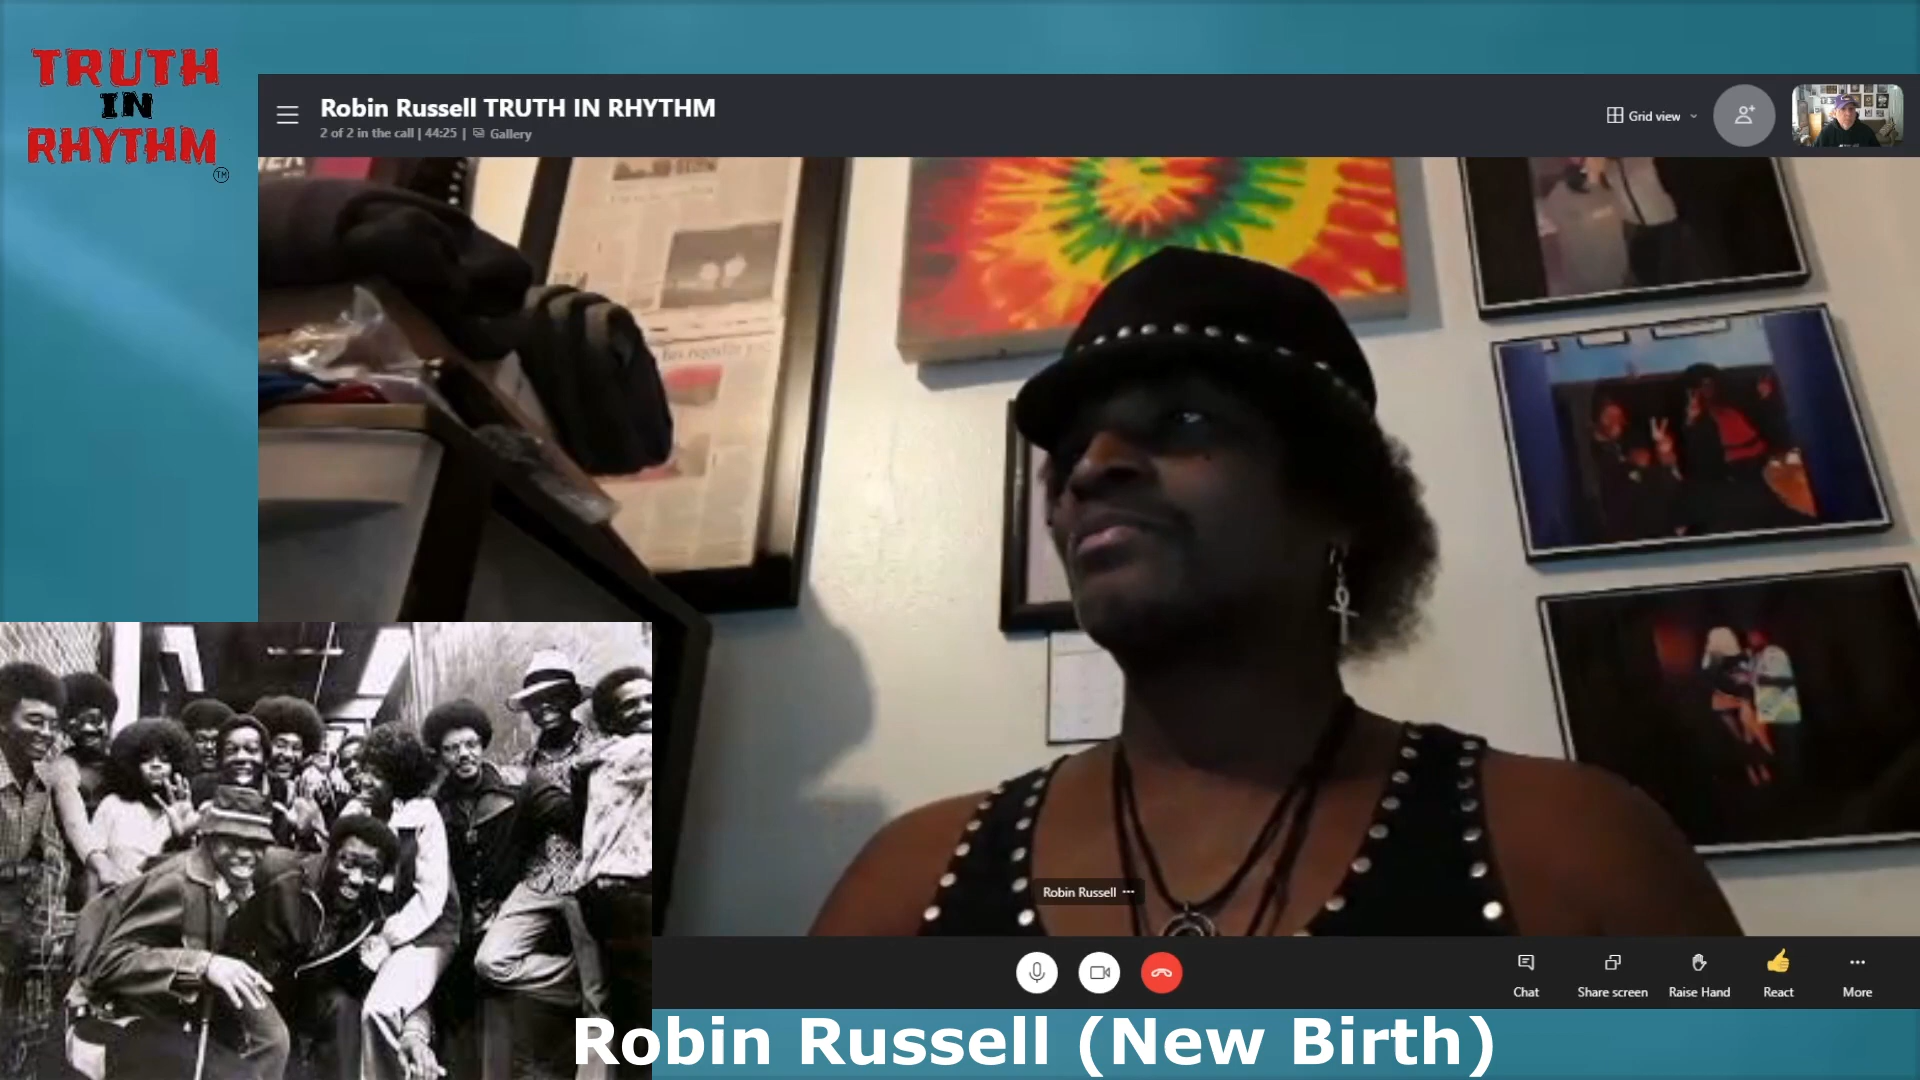 TRUTH
IN
RHYTHM
TM
Robin Russell TRUTH IN RHYTHM
2 of 2 in the call | 44:25 | Gallery
Grid view
Robin Russell
Chat
Share screen
Raise Hand
React
More
Robin Russell (New Birth)